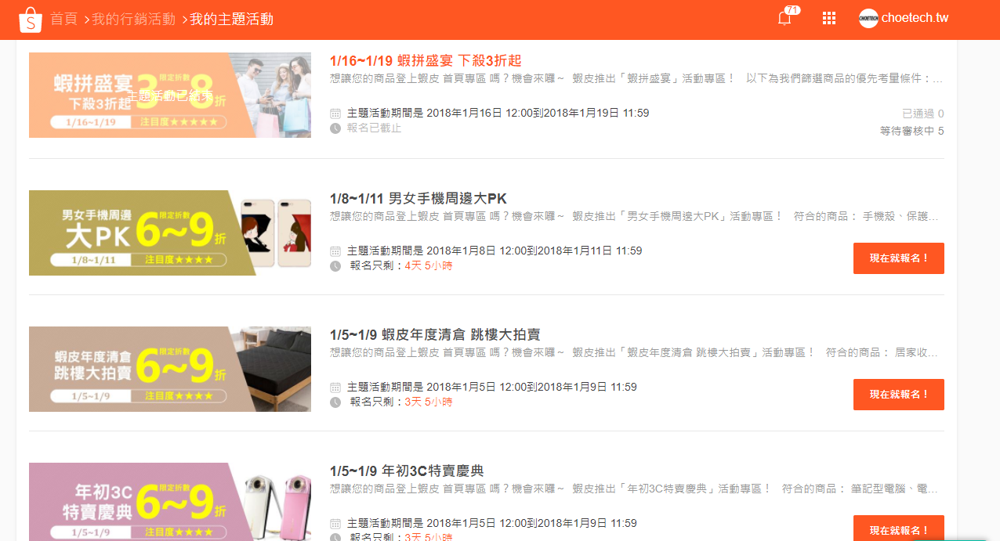 首頁 >我的行銷活動 >我的主題活動
71
CHOETECH choetech.tw
蝦拼盛宴 下殺3折起 限定折數 3~8折
主題活動已結束
1/16~1/19 注目度★★★★★
1/16~1/19 蝦拼盛宴 下殺3折起
想讓您的商品登上蝦皮 首頁專區 嗎？機會來囉～ 蝦皮推出「蝦拼盛宴」活動專區！ 以下為我們篩選商品的優先考量條件：...
主題活動期間是 2018年1月16日 12:00到2018年1月19日 11:59
報名已截止
已通過 0
等待審核中 5
男女手機周邊 大PK 限定折數 6~9折
1/8~1/11 注目度★★★★
1/8~1/11 男女手機周邊大PK
想讓您的商品登上蝦皮 首頁專區 嗎？機會來囉～ 蝦皮推出「男女手機周邊大PK」活動專區！ 符合的商品： 手機殼、保護...
主題活動期間是 2018年1月8日 12:00到2018年1月11日 11:59
報名只剩：4天 5小時
現在就報名！
蝦皮年度清倉 跳樓大拍賣 限定折數 6~9折
1/5~1/9 注目度★★★★
1/5~1/9 蝦皮年度清倉 跳樓大拍賣
想讓您的商品登上蝦皮 首頁專區 嗎？機會來囉～ 蝦皮推出「蝦皮年度清倉 跳樓大拍賣」活動專區！ 符合的商品： 居家收...
主題活動期間是 2018年1月5日 12:00到2018年1月9日 11:59
報名只剩：3天 5小時
現在就報名！
年初3C 特賣慶典 限定折數 6~9折
1/5~1/9 注目度★★★★
1/5~1/9 年初3C特賣慶典
想讓您的商品登上蝦皮 首頁專區 嗎？機會來囉～ 蝦皮推出「年初3C特賣慶典」活動專區！ 符合的商品： 筆記型電腦、電...
主題活動期間是 2018年1月5日 12:00到2018年1月9日 11:59
報名只剩：3天 5小時
現在就報名！